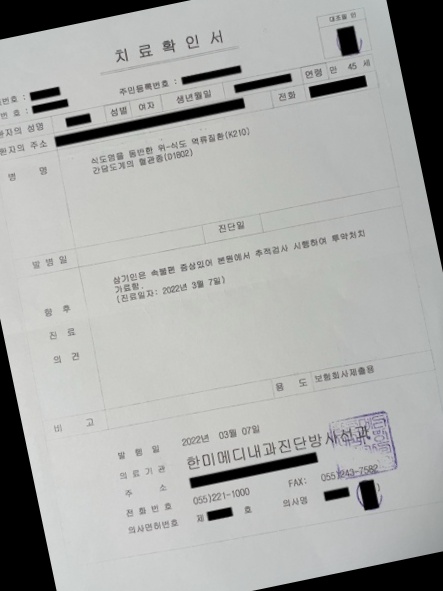 치료확인서
대조필 인
번호 :
번 호 : 주민등록번호 :
환자의 성명 성별 여자 생년월일 연령 만 45 세
환자의 주소 전화
병 명 식도염을 동반한 위-식도 역류질환(K210)
간담도계의 혈관종(D1802)
발병일 진단일
향후 진료 의견
상기인은 속불편 증상있어 본원에서 추적검사 시행하여 투약처치
가료함.
(진료일자: 2022년 3월 7일)
비 고 용 도 보험회사제출용
발 행 일 2022년 03월 07일
의료기관 한미메디내과진단방사선과
주 소
전화번호 055)221-1000 FAX: 055)243-7582
의사면허번호 제 호 의사명